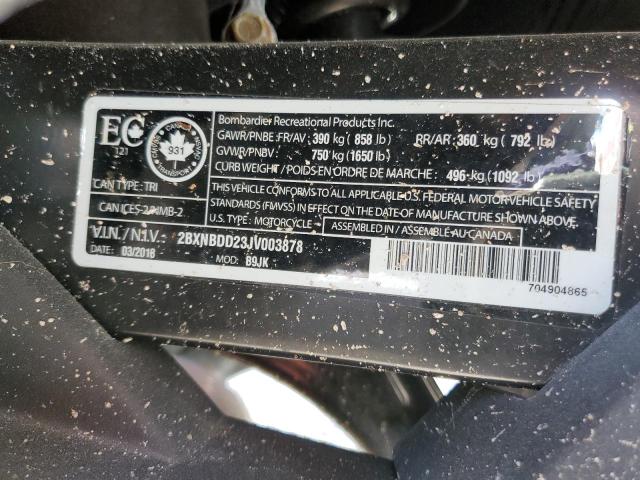 EC
121
CANADA
931
TRANSPORT
CAN TYPE: TRI
CAN ICES-2/NMB-2
Bombardier Recreational Products Inc.
GAWR/PNBE FR/AV: 390 kg (858 lb) RR/AR: 360 kg (792 lb)
GVWR/PNBV: 750 kg (1650 lb)
CURB WEIGHT / POIDS EN ORDRE DE MARCHE: 496 kg (1092 lb)
THIS VEHICLE CONFORMS TO ALL APPLICABLE U.S. FEDERAL MOTOR-VEHICLE SAFETY
STANDARDS (FMVSS) IN EFFECT ON THE DATE OF MANUFACTURE SHOWN BELOW.
U.S. TYPE: MOTORCYCLE ASSEMBLED IN / ASSEMBLÉ AU CANADA
V.I.N. / N.I.V.: 2BXNBDD23JV003878
DATE: 03/2018 MOD: B9JK
704904865